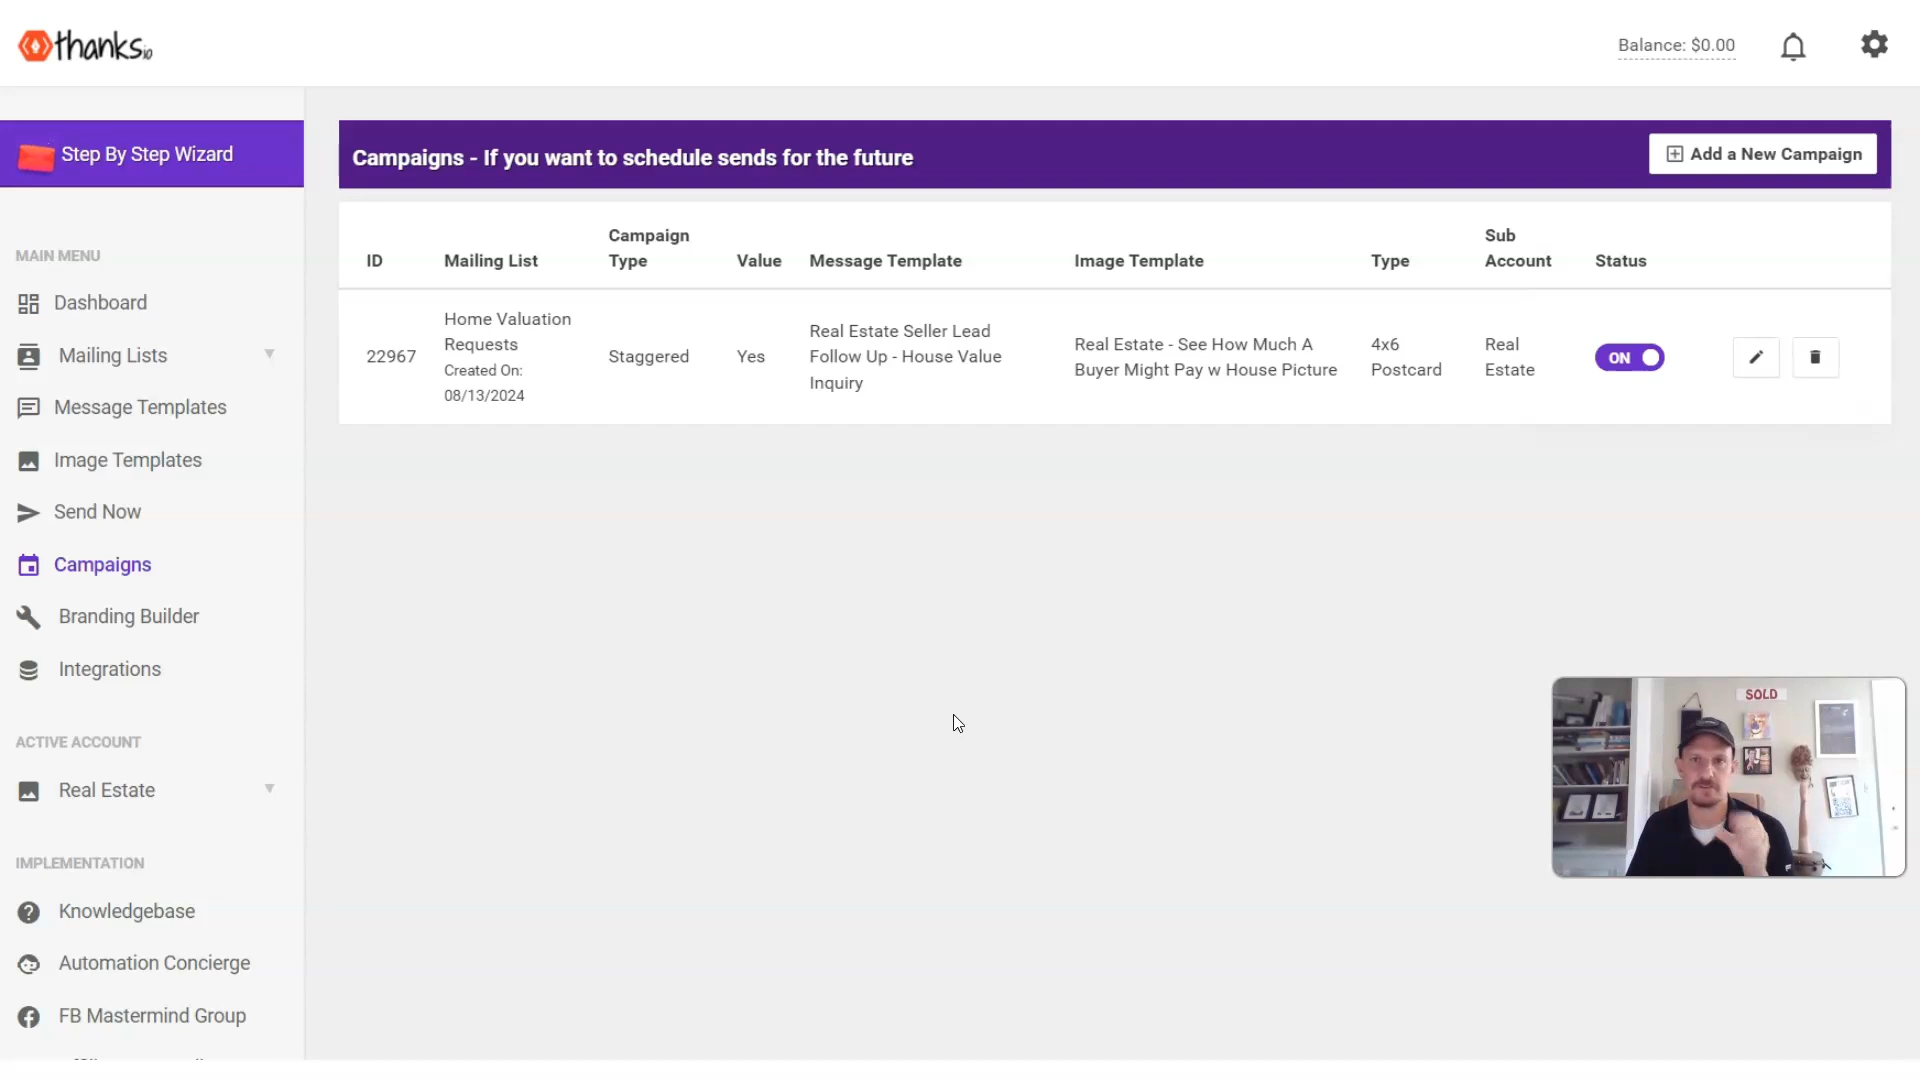 thanks.io
Balance: $0.00
Step By Step Wizard
Campaigns - If you want to schedule sends for the future
Add a New Campaign
MAIN MENU
Dashboard
Mailing Lists
Message Templates
Image Templates
Send Now
Campaigns
Branding Builder
Integrations
ACTIVE ACCOUNT
Real Estate
IMPLEMENTATION
Knowledgebase
Automation Concierge
FB Mastermind Group
ID
Mailing List
Campaign
Type
Value
Message Template
Image Template
Type
Sub
Account
Status
22967
Home Valuation
Requests
Created On:
08/13/2024
Staggered
Yes
Real Estate Seller Lead
Follow Up - House Value
Inquiry
Real Estate - See How Much A
Buyer Might Pay w House Picture
4x6
Postcard
Real
Estate
ON
SOLD